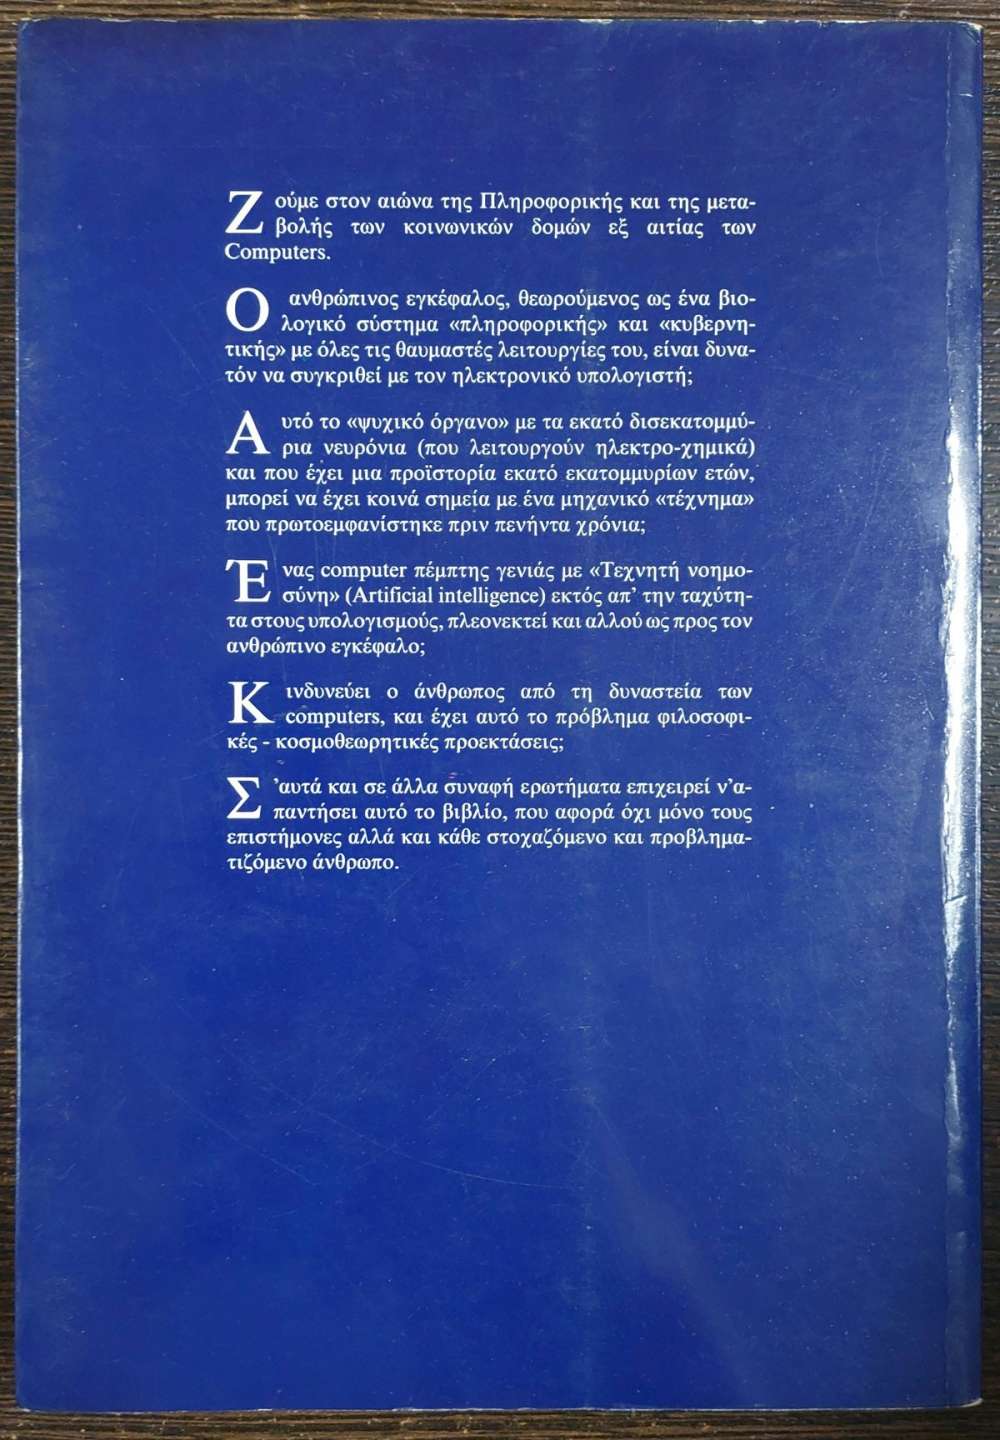 Ζούμε στον αιώνα της Πληροφορικής και της μετα-
βολής των κοινωνικών δομών εξ αιτίας των
Computers.
Ο ανθρώπινος εγκέφαλος, θεωρούμενος ως ένα βιο-
λογικό σύστημα «πληροφορικής» και «κυβερνη-
τικής» με όλες τις θαυμαστές λειτουργίες του, είναι δυνα-
τόν να συγκριθεί με τον ηλεκτρονικό υπολογιστή;
Αυτό το «ψυχικό όργανο» με τα εκατό δισεκατομμύ-
ρια νευρόνια (που λειτουργούν ηλεκτρο-χημικά)
και που έχει μια προϊστορία εκατό εκατομμυρίων ετών,
μπορεί να έχει κοινά σημεία με ένα μηχανικό «τέχνημα»
που πρωτοεμφανίστηκε πριν πενήντα χρόνια;
Ένας computer πέμπτης γενιάς με «Τεχνητή νοημο-
σύνη» (Artificial intelligence) εκτός απ' την ταχύτη-
τα στους υπολογισμούς, πλεονεκτεί και αλλού ως προς τον
ανθρώπινο εγκέφαλο;
Κινδυνεύει ο άνθρωπος από τη δυναστεία των
computers, και έχει αυτό το πρόβλημα φιλοσοφι-
κές - κοσμοθεωρητικές προεκτάσεις;
Σ'αυτά και σε άλλα συναφή ερωτήματα επιχειρεί ν'α-
παντήσει αυτό το βιβλίο, που αφορά όχι μόνο τους
επιστήμονες αλλά και κάθε στοχαζόμενο και προβλημα-
τιζόμενο άνθρωπο.